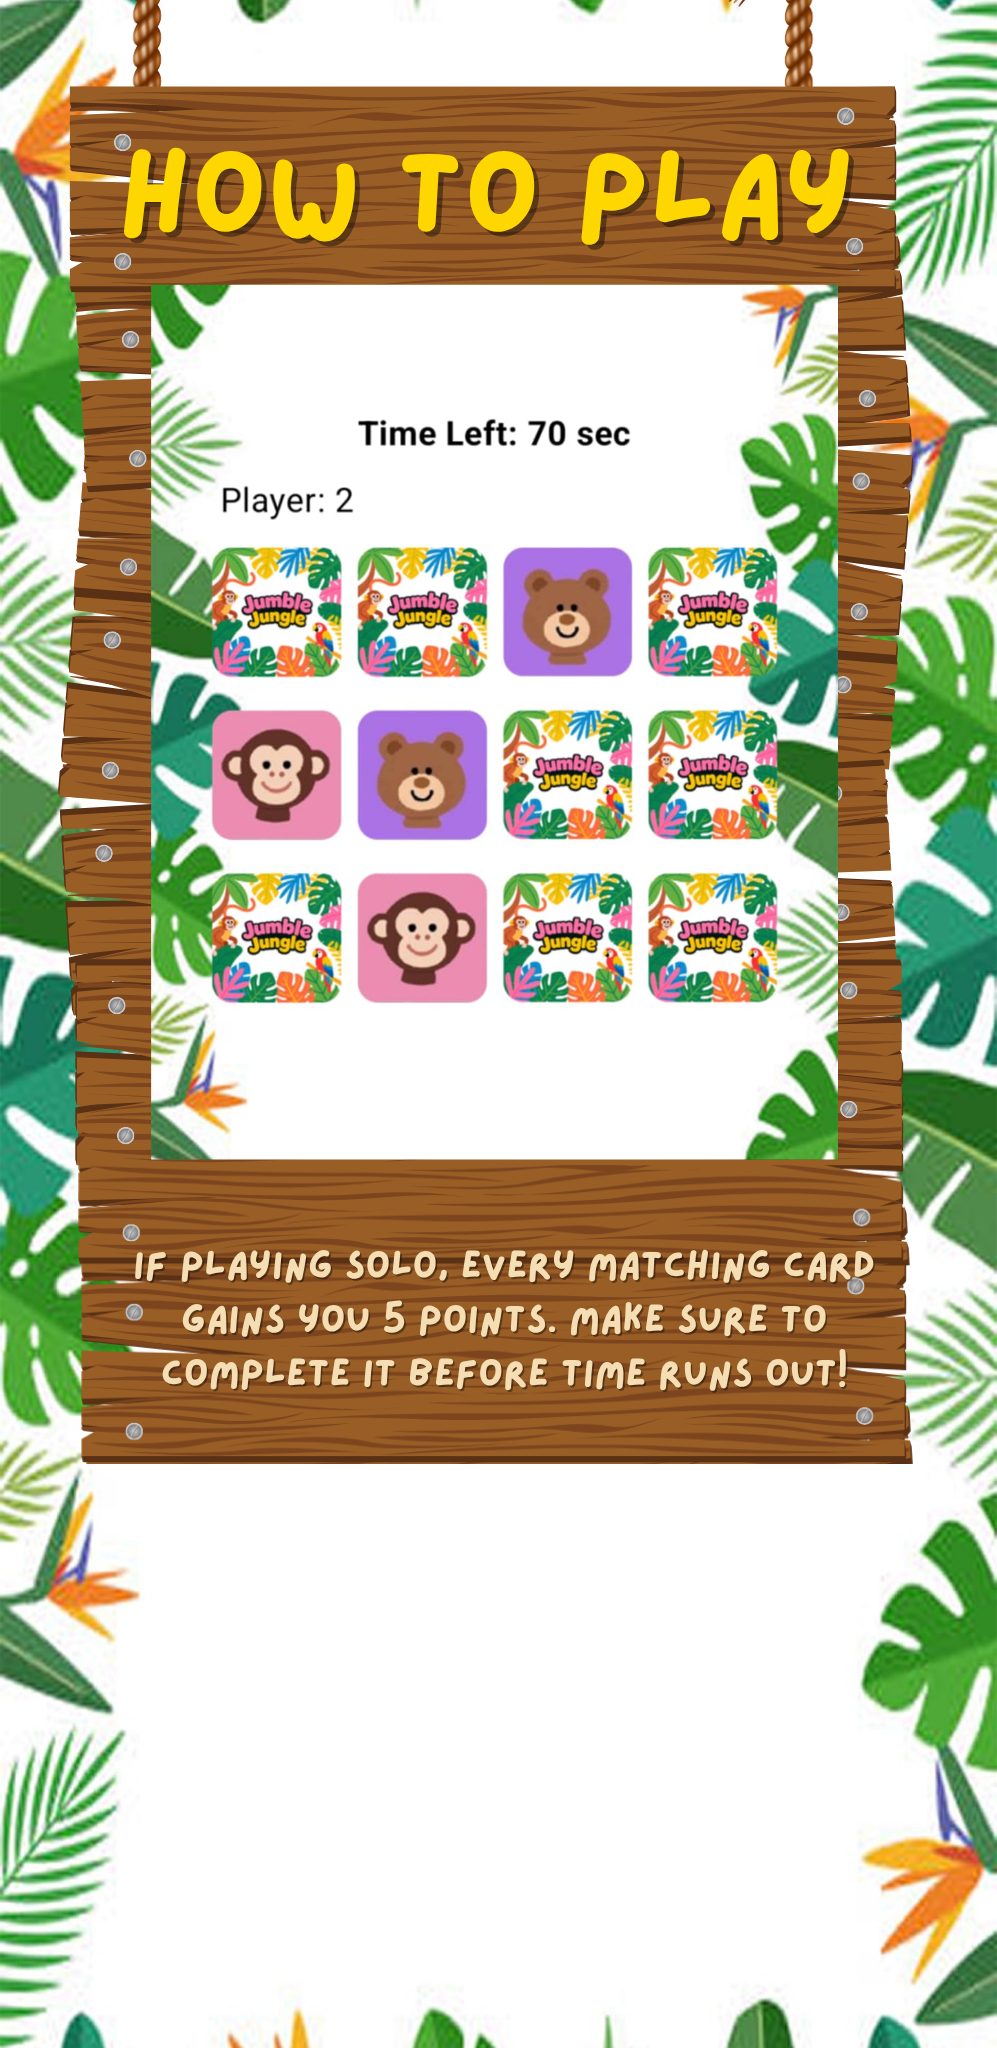 HOW TO PLAY
Time Left: 70 sec
Player: 2
Jumble Jungle
Jumble Jungle
Jumble Jungle
Jumble Jungle
Jumble Jungle
Jumble Jungle
Jumble Jungle
Jumble Jungle
IF PLAYING SOLO, EVERY MATCHING CARD
GAINS YOU 5 POINTS. MAKE SURE TO
COMPLETE IT BEFORE TIME RUNS OUT!